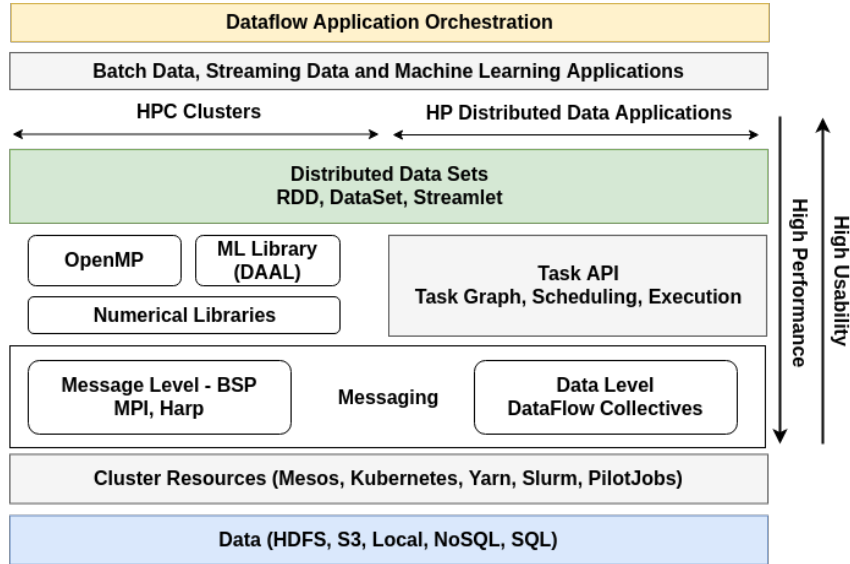 Dataflow Application Orchestration
Batch Data, Streaming Data and Machine Learning Applications
HPC Clusters
HP Distributed Data Applications
Distributed Data Sets
RDD, DataSet, Streamlet
OpenMP
ML Library
(DAAL)
Numerical Libraries
Task API
Task Graph, Scheduling, Execution
Message Level - BSP
MPI, Harp
Messaging
Data Level
DataFlow Collectives
Cluster Resources (Mesos, Kubernetes, Yarn, Slurm, PilotJobs)
Data (HDFS, S3, Local, NoSQL, SQL)
High Performance
High Usability